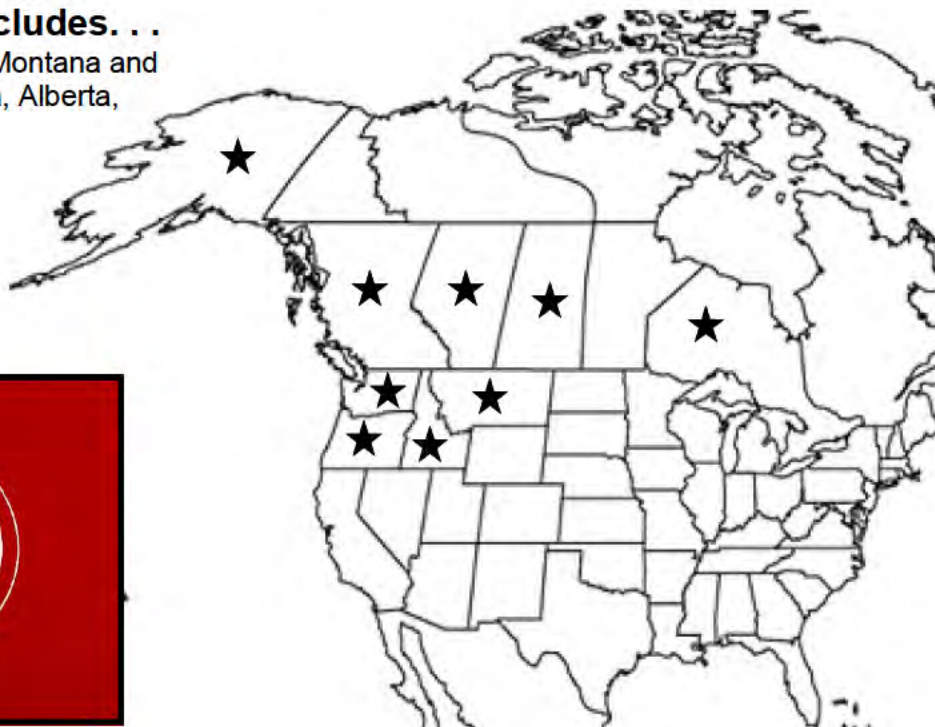 cludes. . .
Montana and
, Alberta,